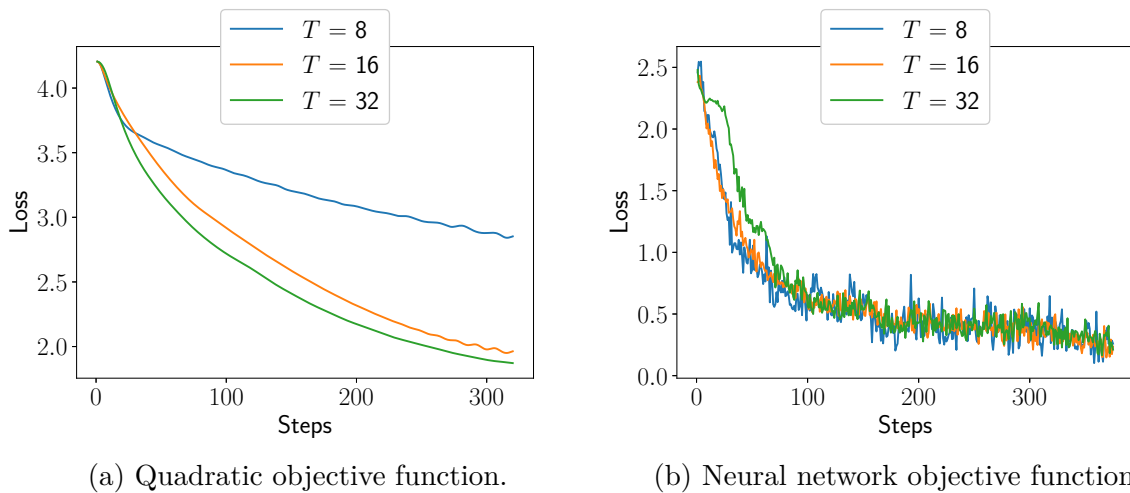 T = 8
T = 16
T = 32
4.0
3.5
3.0
2.5
2.0
Loss
0 100 200 300
Steps
(a) Quadratic objective function.
T = 8
T = 16
T = 32
2.5
2.0
1.5
1.0
0.5
0.0
Loss
0 100 200 300
Steps
(b) Neural network objective function